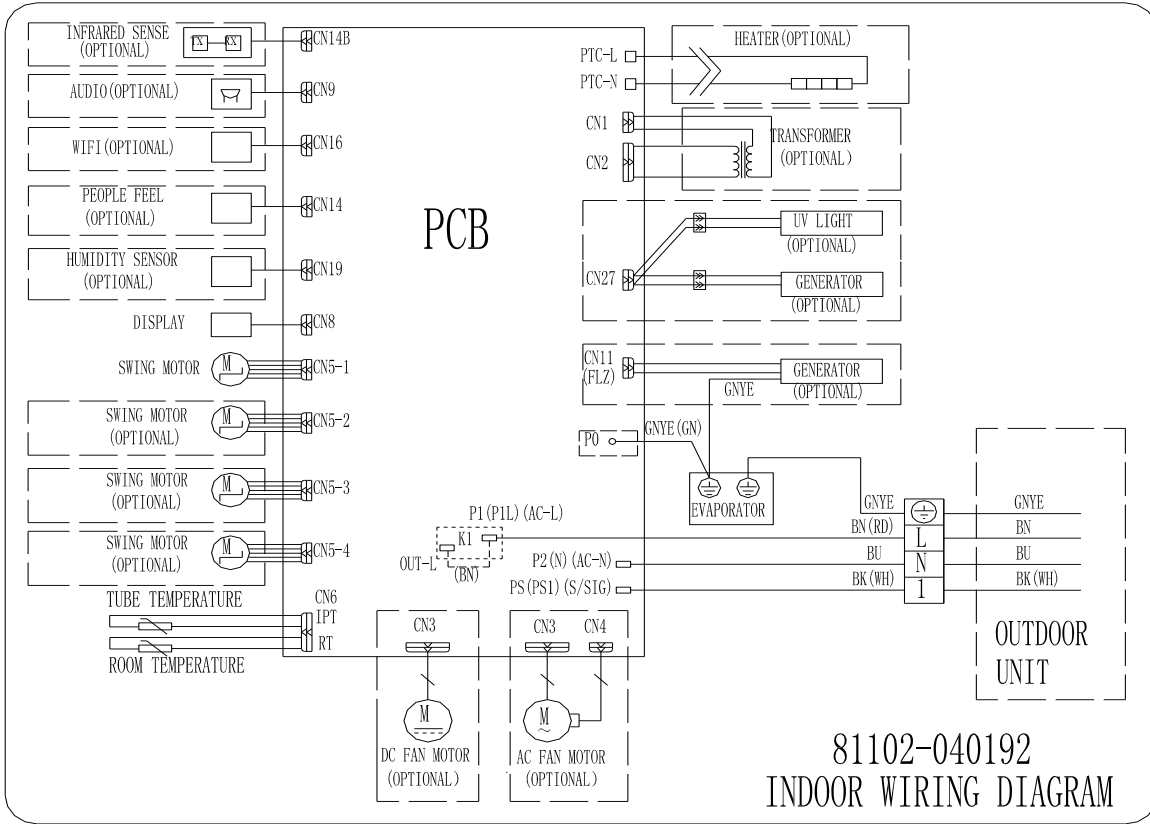 INFRARED SENSE
(OPTIONAL)
TX
RX
CN14B
AUDIO(OPTIONAL)
CN9
WIFI(OPTIONAL)
CN16
PEOPLE FEEL
(OPTIONAL)
CN14
HUMIDITY SENSOR
(OPTIONAL)
CN19
DISPLAY
CN8
SWING MOTOR
M
CN5-1
SWING MOTOR
(OPTIONAL)
M
CN5-2
SWING MOTOR
(OPTIONAL)
M
CN5-3
SWING MOTOR
(OPTIONAL)
M
CN5-4
TUBE TEMPERATURE
CN6
IPT
RT
ROOM TEMPERATURE
PCB
PTC-L
PTC-N
HEATER(OPTIONAL)
CN1
CN2
TRANSFORMER
(OPTIONAL)
CN27
UV LIGHT
(OPTIONAL)
GENERATOR
(OPTIONAL)
CN11
(FLZ)
GENERATOR
(OPTIONAL)
GNYE
P0
GNYE(GN)
EVAPORATOR
P1(P1L)(AC-L)
K1
OUT-L
(BN)
P2(N)(AC-N)
PS(PS1)(S/SIG)
GNYE
BN(RD)
BU
BK(WH)
L
N
1
GNYE
BN
BU
BK(WH)
OUTDOOR
UNIT
CN3
M
DC FAN MOTOR
(OPTIONAL)
CN3
CN4
M
~
AC FAN MOTOR
(OPTIONAL)
81102-040192
INDOOR WIRING DIAGRAM